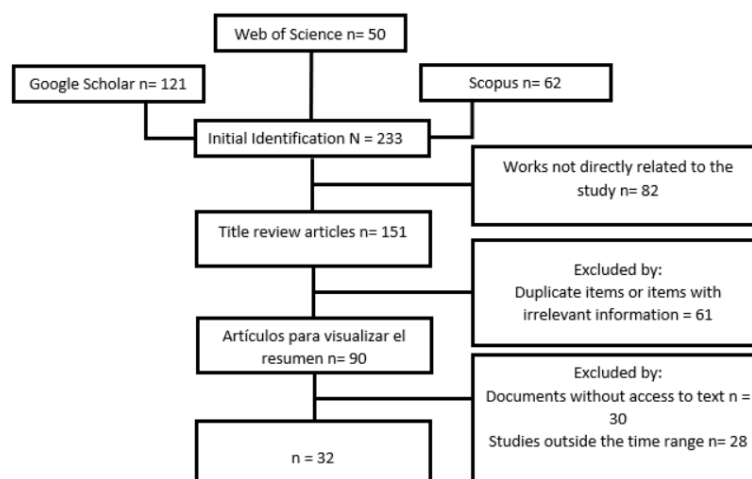 Web of Science n= 50
Google Scholar n= 121
Scopus n= 62
Initial Identification N = 233
Works not directly related to the
study n= 82
Title review articles n= 151
Excluded by:
Duplicate items or items with
irrelevant information = 61
Artículos para visualizar el
resumen n= 90
Excluded by:
Documents without access to text n =
30
Studies outside the time range n= 28
n = 32